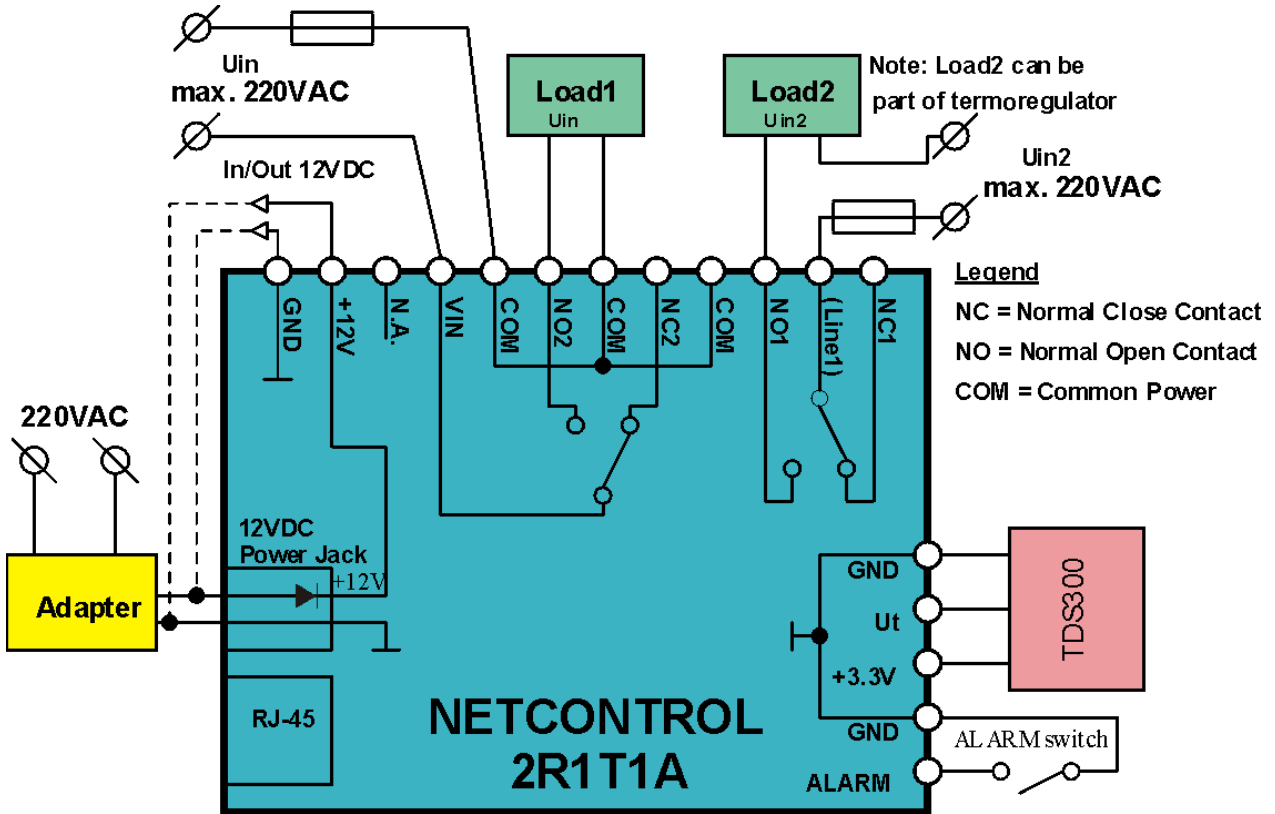 Uin
max. 220VAC
In/Out 12VDC
Load1
Uin
Load2
Uin2
Note: Load2 can be
part of termoregulator
Uin2
max. 220VAC
Legend
NC = Normal Close Contact
NO = Normal Open Contact
COM = Common Power
GND
+12V
N.A.
VIN
COM
NO2
COM
NC2
COM
NO1
(Line1)
NC1
220VAC
Adapter
12VDC
Power Jack
+12V
RJ-45
NETCONTROL
2R1T1A
GND
Ut
+3.3V
GND
ALARM
TDS300
ALARM switch